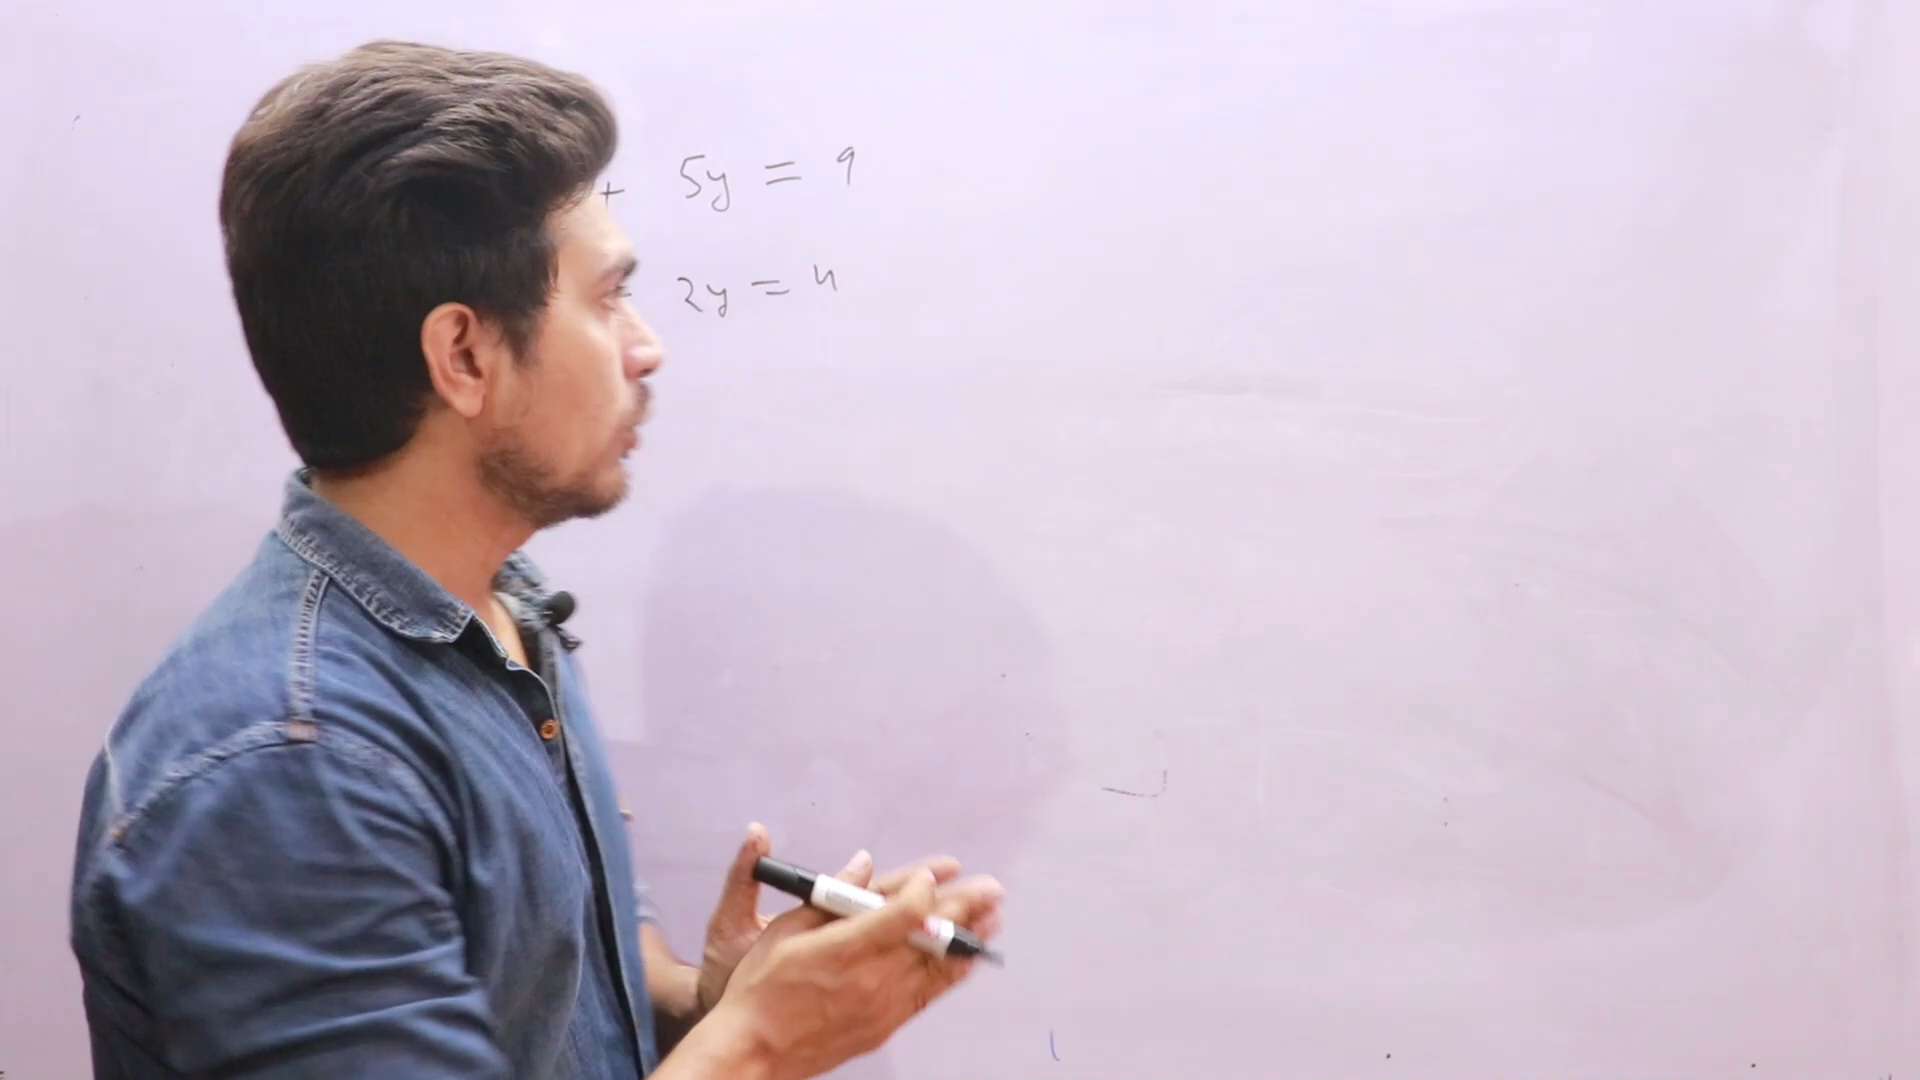 + 5y = 9
2y = 4